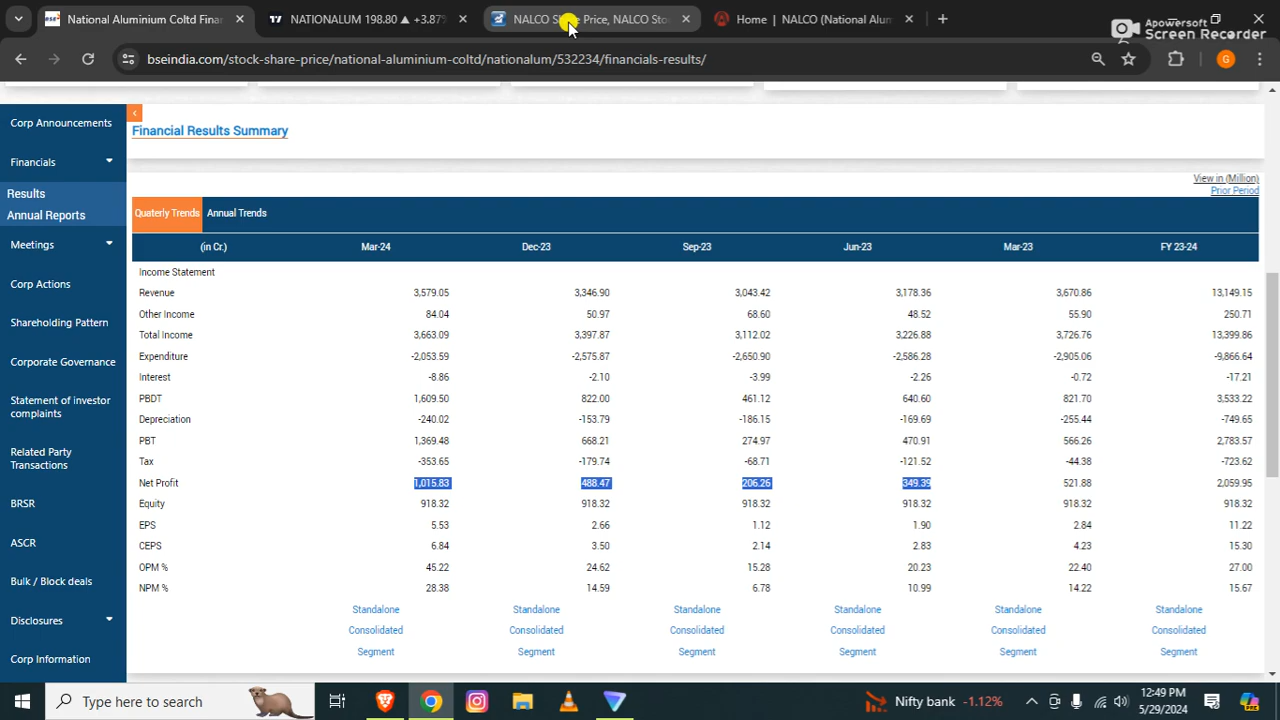 National Aluminium Coltd Finan
NATIONALUM 198.80 ▲ +3.87%
NALCO S Price, NALCO Sto
Home | NALCO (National Alum
Apowersoft
Screen Recorder
bseindia.com/stock-share-price/national-aluminium-coltd/nationalum/532234/financials-results/
G
Corp Announcements
Financials
Results
Annual Reports
Meetings
Corp Actions
Shareholding Pattern
Corporate Governance
Statement of investor
complaints
Related Party
Transactions
BRSR
ASCR
Bulk / Block deals
Disclosures
Corp Information
Financial Results Summary
View in (Million)
Prior Period
Quaterly Trends Annual Trends
(in Cr.) Mar-24 Dec-23 Sep-23 Jun-23 Mar-23 FY 23-24
Income Statement
Revenue 3,579.05 3,346.90 3,043.42 3,178.36 3,670.86 13,149.15
Other Income 84.04 50.97 68.60 48.52 55.90 250.71
Total Income 3,663.09 3,397.87 3,112.02 3,226.88 3,726.76 13,399.86
Expenditure -2,053.59 -2,575.87 -2,650.90 -2,586.28 -2,905.06 -9,866.64
Interest -8.86 -2.10 -3.99 -2.26 -0.72 -17.21
PBDT 1,609.50 822.00 461.12 640.60 821.70 3,533.22
Depreciation -240.02 -153.79 -186.15 -169.69 -255.44 -749.65
PBT 1,369.48 668.21 274.97 470.91 566.26 2,783.57
Tax -353.65 -179.74 -68.71 -121.52 -44.38 -723.62
Net Profit 1,015.83 488.47 206.26 349.39 521.88 2,059.95
Equity 918.32 918.32 918.32 918.32 918.32 918.32
EPS 5.53 2.66 1.12 1.90 2.84 11.22
CEPS 6.84 3.50 2.14 2.83 4.23 15.30
OPM % 45.22 24.62 15.28 20.23 22.40 27.00
NPM % 28.38 14.59 6.78 10.99 14.22 15.67
Standalone Standalone Standalone Standalone Standalone Standalone
Consolidated Consolidated Consolidated Consolidated Consolidated Consolidated
Segment Segment Segment Segment Segment Segment
Type here to search
Nifty bank -1.12%
12:49 PM
5/29/2024